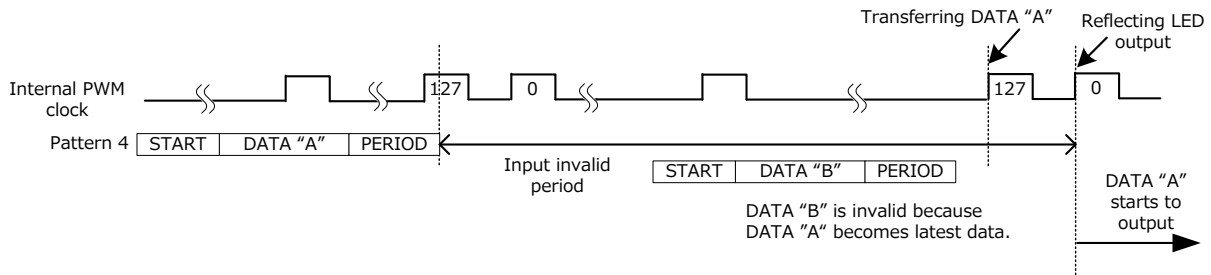 Transferring DATA “A”
Reflecting LED
output
Internal PWM
clock
127
0
127
0
Pattern 4
START
DATA “A”
PERIOD
Input invalid
period
START
DATA “B”
PERIOD
DATA “B” is invalid because
DATA ”A“ becomes latest data.
DATA “A”
starts to
output